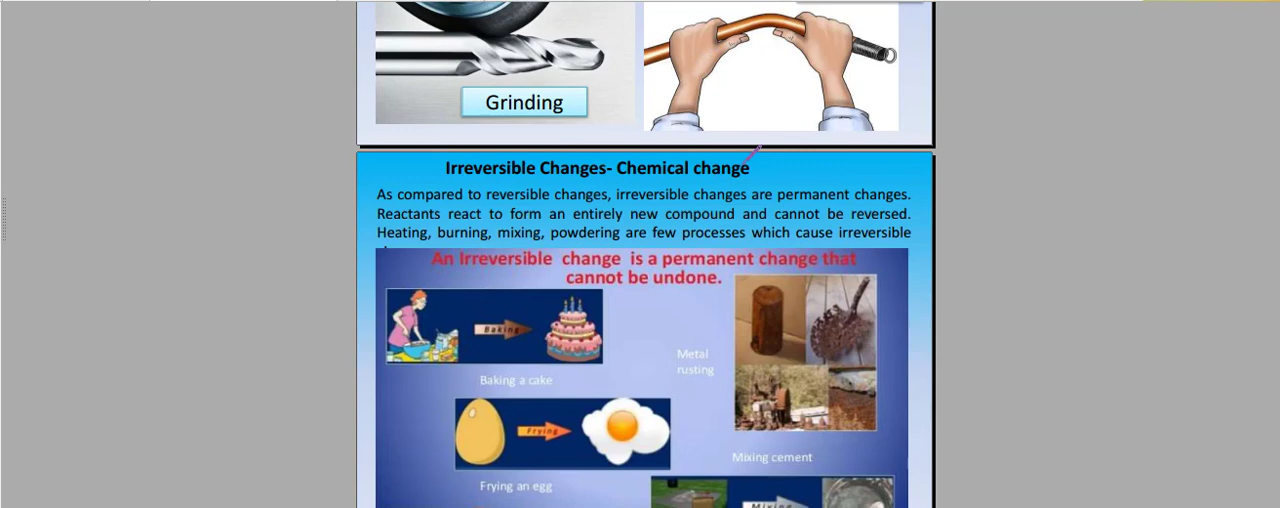 Grinding
Irreversible Changes- Chemical change
As compared to reversible changes, irreversible changes are permanent changes.
Reactants react to form an entirely new compound and cannot be reversed.
Heating, burning, mixing, powdering are few processes which cause irreversible
An Irreversible change is a permanent change that
cannot be undone.
Baking
Metal
rusting
Baking a cake
Frying
Mixing cement
Frying an egg
Mixing